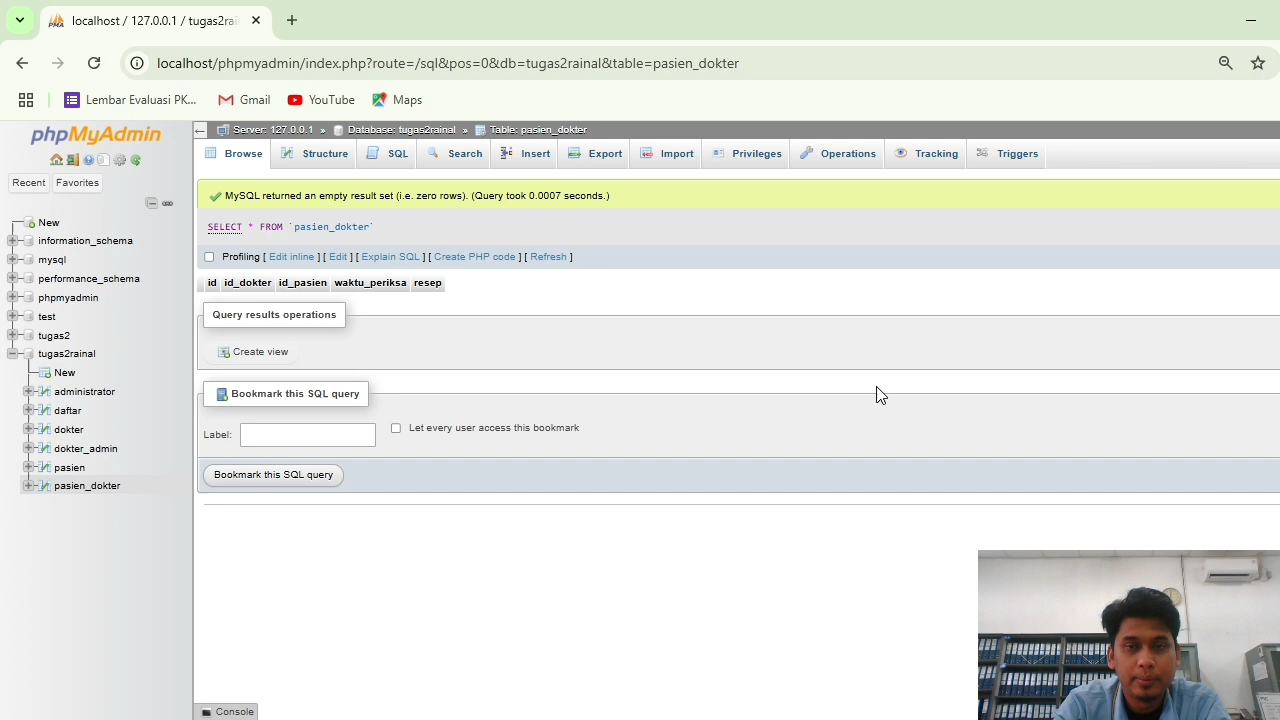 localhost / 127.0.0.1 / tugas2rai
localhost/phpmyadmin/index.php?route=/sql&pos=0&db=tugas2rainal&table=pasien_dokter
Lembar Evaluasi PK...
Gmail
YouTube
Maps
phpMyAdmin
Recent
Favorites
New
information_schema
mysql
performance_schema
phpmyadmin
test
tugas2
tugas2rainal
New
administrator
daftar
dokter
dokter_admin
pasien
pasien_dokter
Server: 127.0.0.1 » Database: tugas2rainal » Table: pasien_dokter
Browse
Structure
SQL
Search
Insert
Export
Import
Privileges
Operations
Tracking
Triggers
MySQL returned an empty result set (i.e. zero rows). (Query took 0.0007 seconds.)
SELECT * FROM `pasien_dokter`
Profiling [ Edit inline ] [ Edit ] [ Explain SQL ] [ Create PHP code ] [ Refresh ]
id id_dokter id_pasien waktu_periksa resep
Query results operations
Create view
Bookmark this SQL query
Label:
Let every user access this bookmark
Bookmark this SQL query
Console